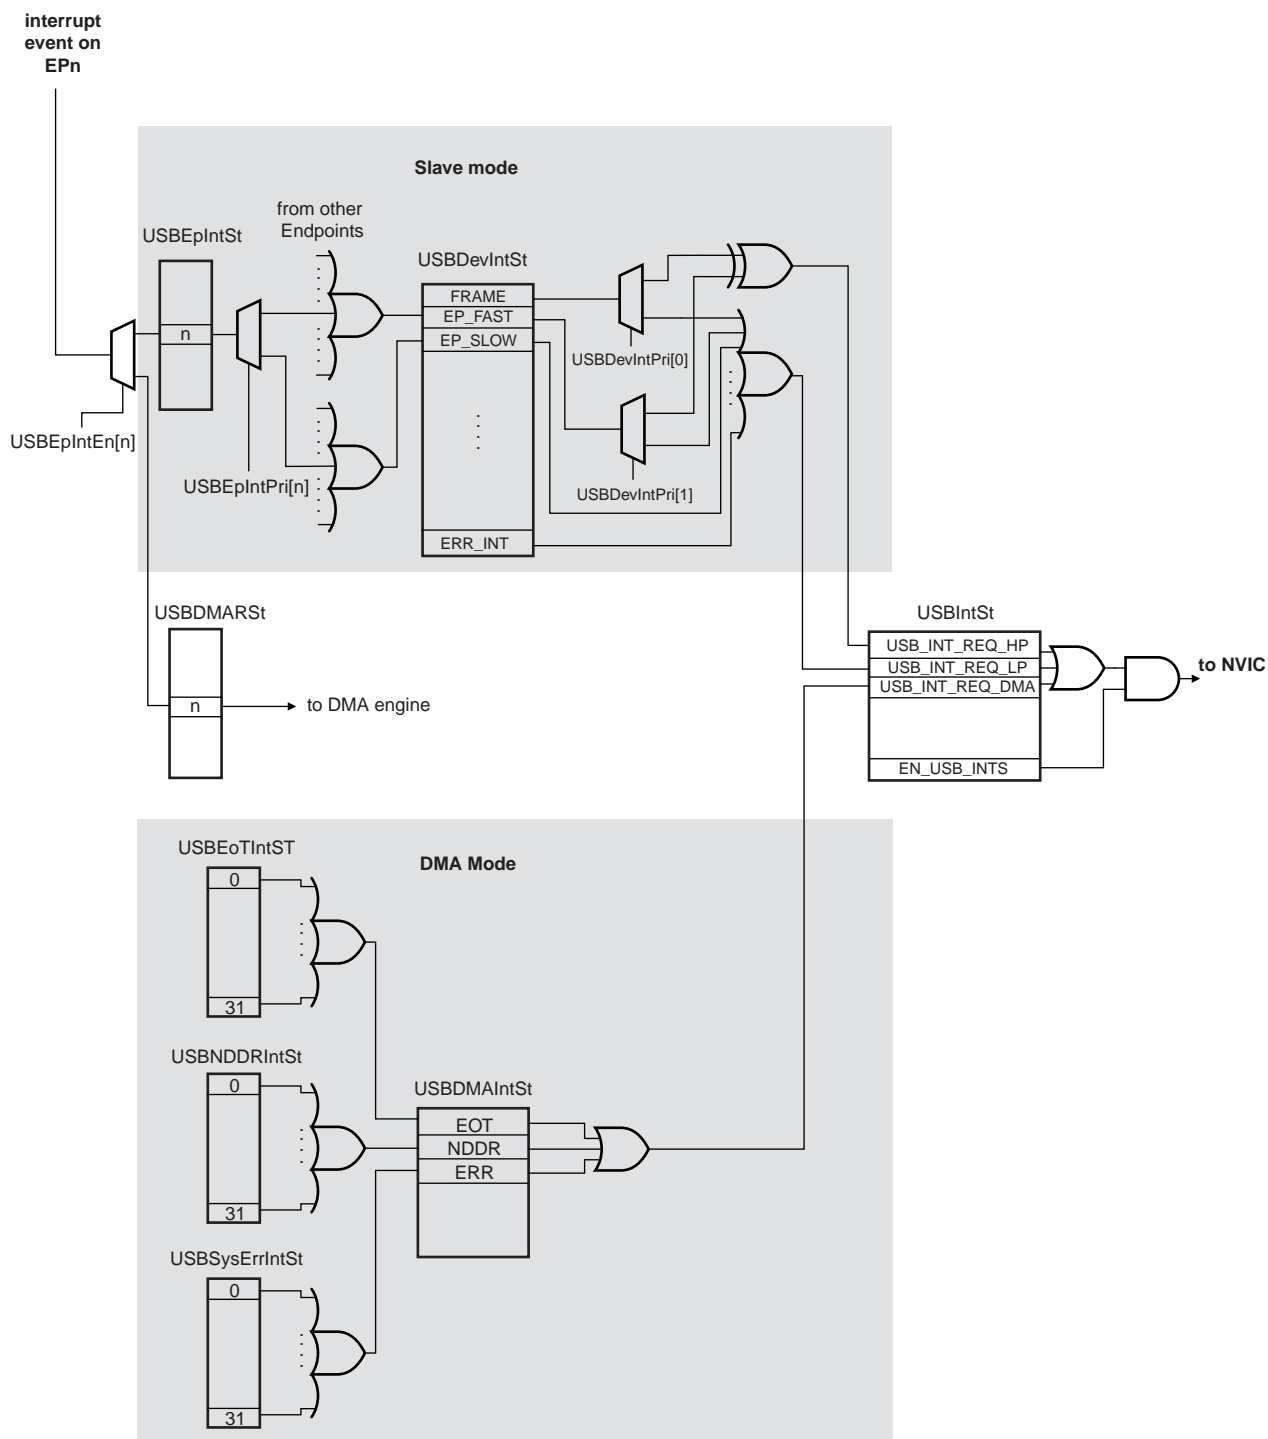 interrupt
event on
EPn
Slave mode
from other
Endpoints
USBEpIntSt
USBDevIntSt
FRAME
EP_FAST
n
EP_SLOW
USBDevIntPri[0]
USBEpIntEn[n]
USBEpIntPri[n]
USBDevIntPri[1]
ERR_INT
USBDMARSt
USBIntSt
USB_INT_REQ_HP
USB_INT_REQ_LP
to NVIC
USB_INT_REQ_DMA
n
to DMA engine
EN_USB_INTS
USBEoTIntST
DMA Mode
0
31
USBNDDRIntSt
0
USBDMAIntSt
EOT
NDDR
ERR
31
USBSysErrIntSt
0
31